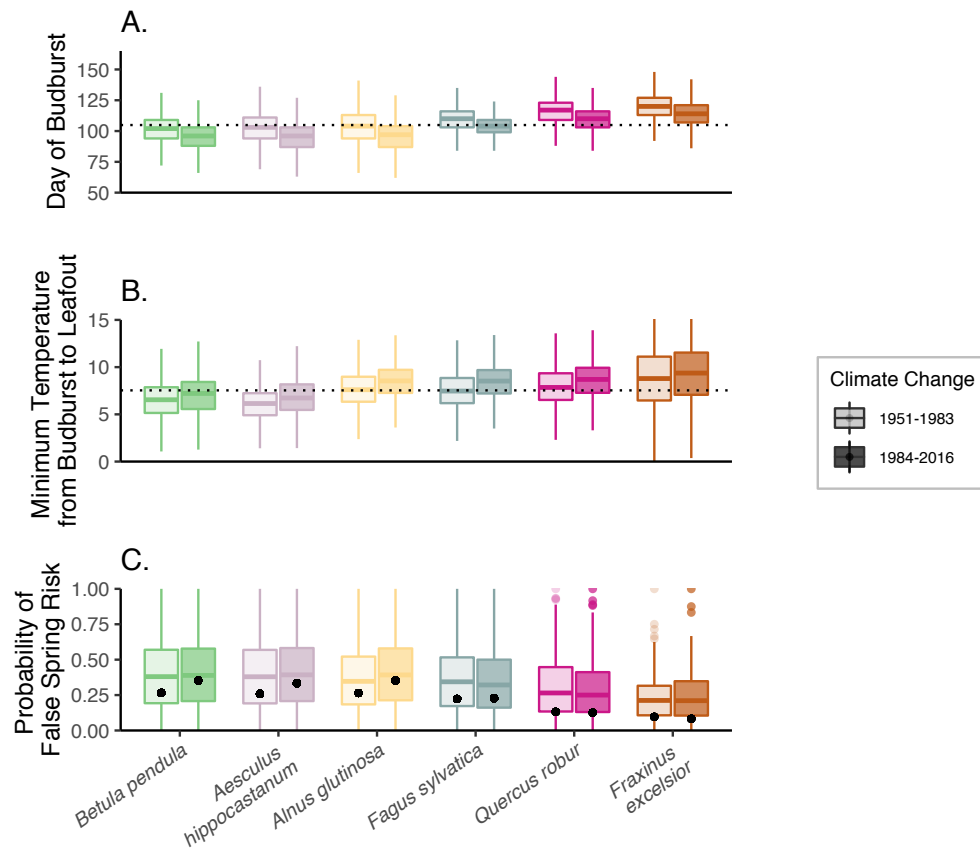 A.
Day of Budburst
150
125
100
75
50
B.
Minimum Temperature
from Budburst to Leafout
15
10
5
0
Climate Change
1951-1983
1984-2016
C.
Probability of
False Spring Risk
1.00
0.75
0.50
0.25
0.00
Betula pendula
Aesculus
hippocastanum
Alnus glutinosa
Fagus sylvatica
Quercus robur
Fraxinus
excelsior